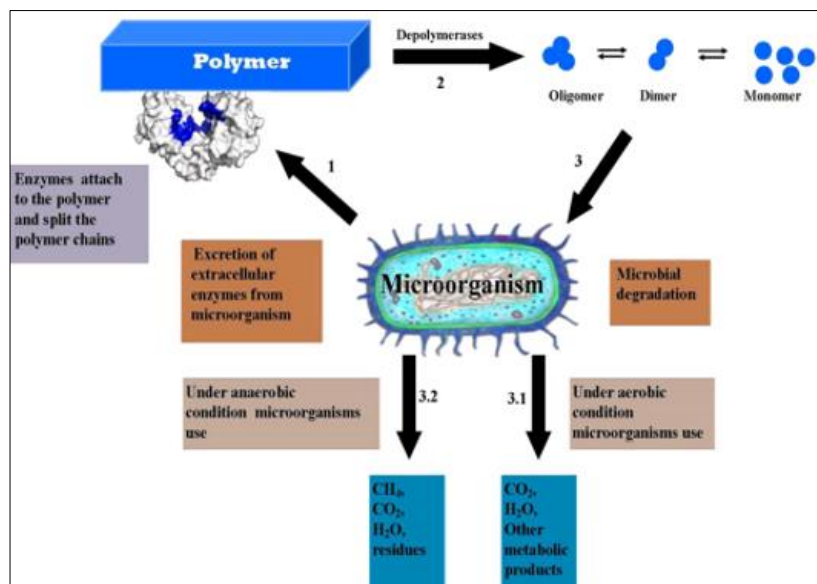 Polymer
Depolymerases
2
Oligomer
Dimer
Monomer
1
3
Enzymes attach
to the polymer
and split the
polymer chains
Excretion of
extracellular
enzymes from
microorganism
Microorganism
Microbial
degradation
Under anaerobic
condition microorganisms
use
3.2
3.1
Under aerobic
condition
microorganisms use
CH₄,
CO₂,
H₂O,
residues
CO₂,
H₂O,
Other
metabolic
products